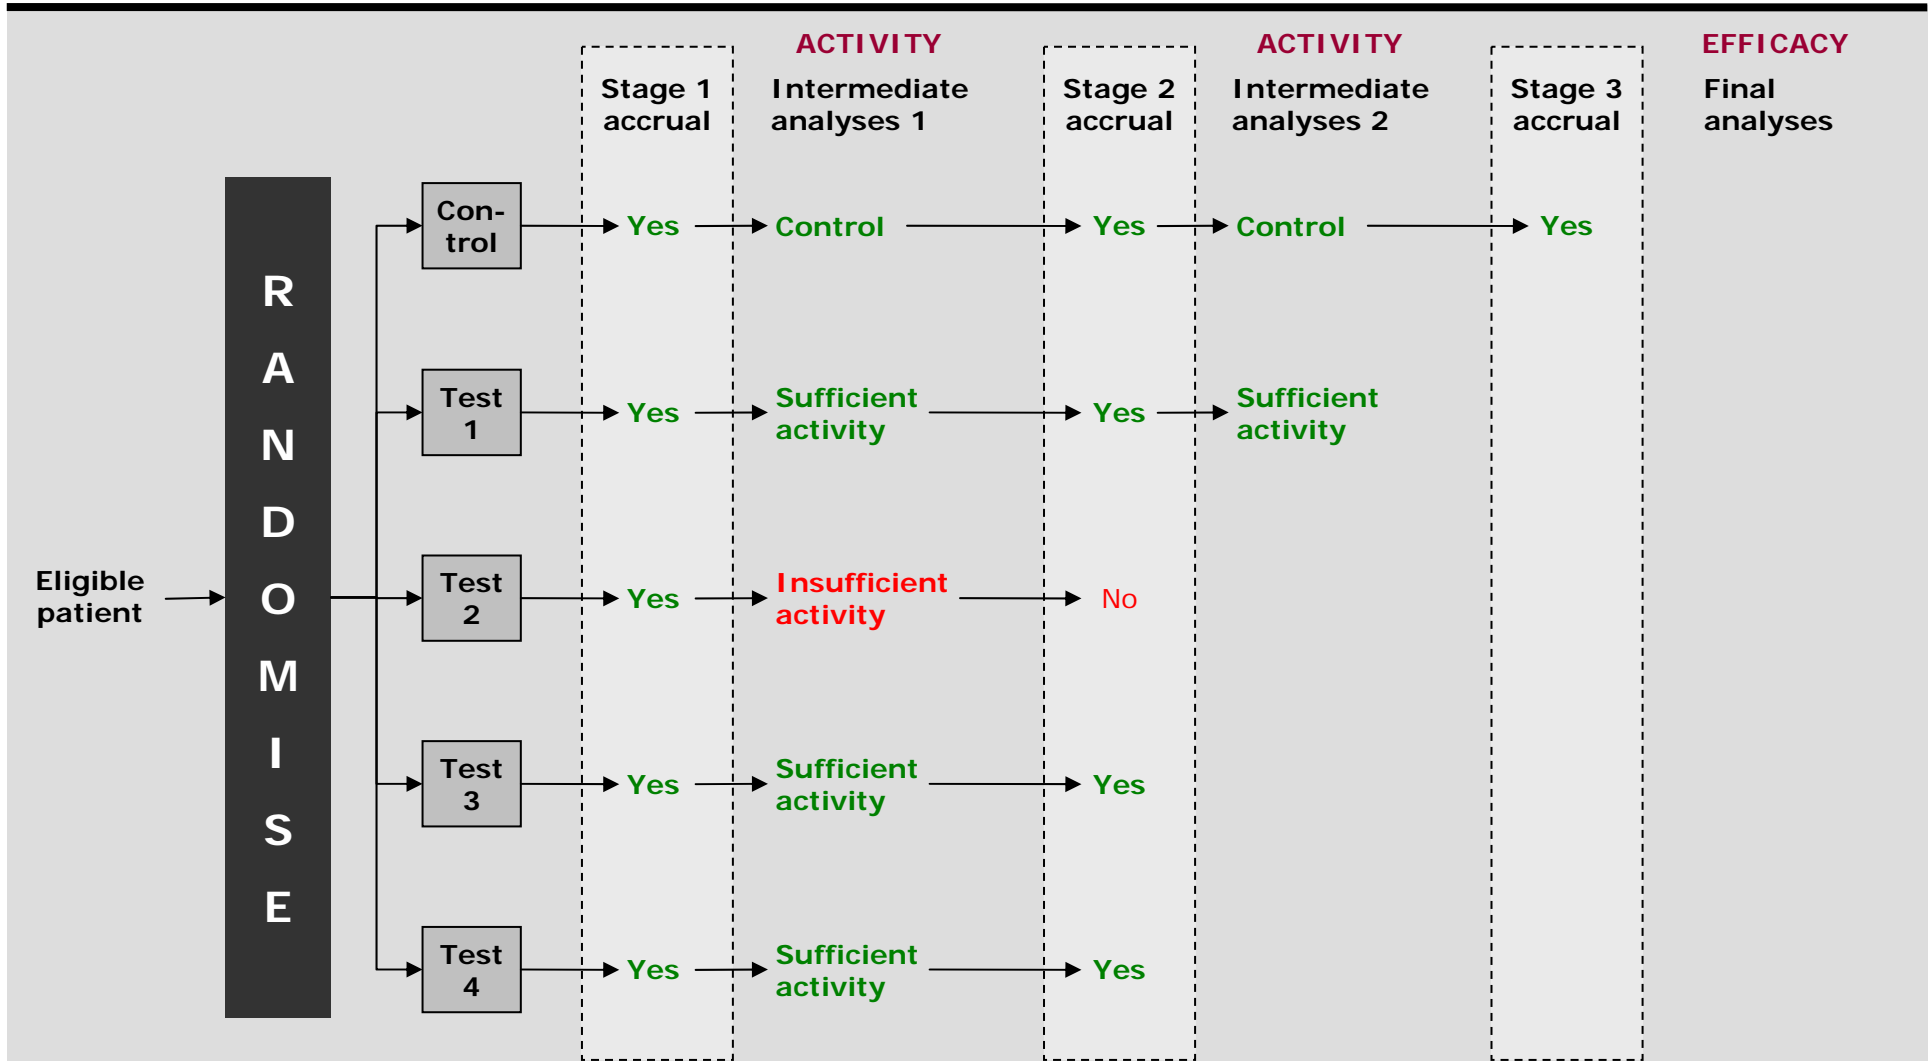 ACTIVITY
ACTIVITY
EFFICACY
Stage 1
accrual
Intermediate
analyses 1
Stage 2
accrual
Intermediate
analyses 2
Stage 3
accrual
Final
analyses
Eligible
patient
R
A
N
D
O
M
I
S
E
Con-
trol
Yes
Control
Yes
Control
Yes
Test
1
Yes
Sufficient
activity
Yes
Sufficient
activity
Test
2
Yes
Insufficient
activity
No
Test
3
Yes
Sufficient
activity
Yes
Test
4
Yes
Sufficient
activity
Yes